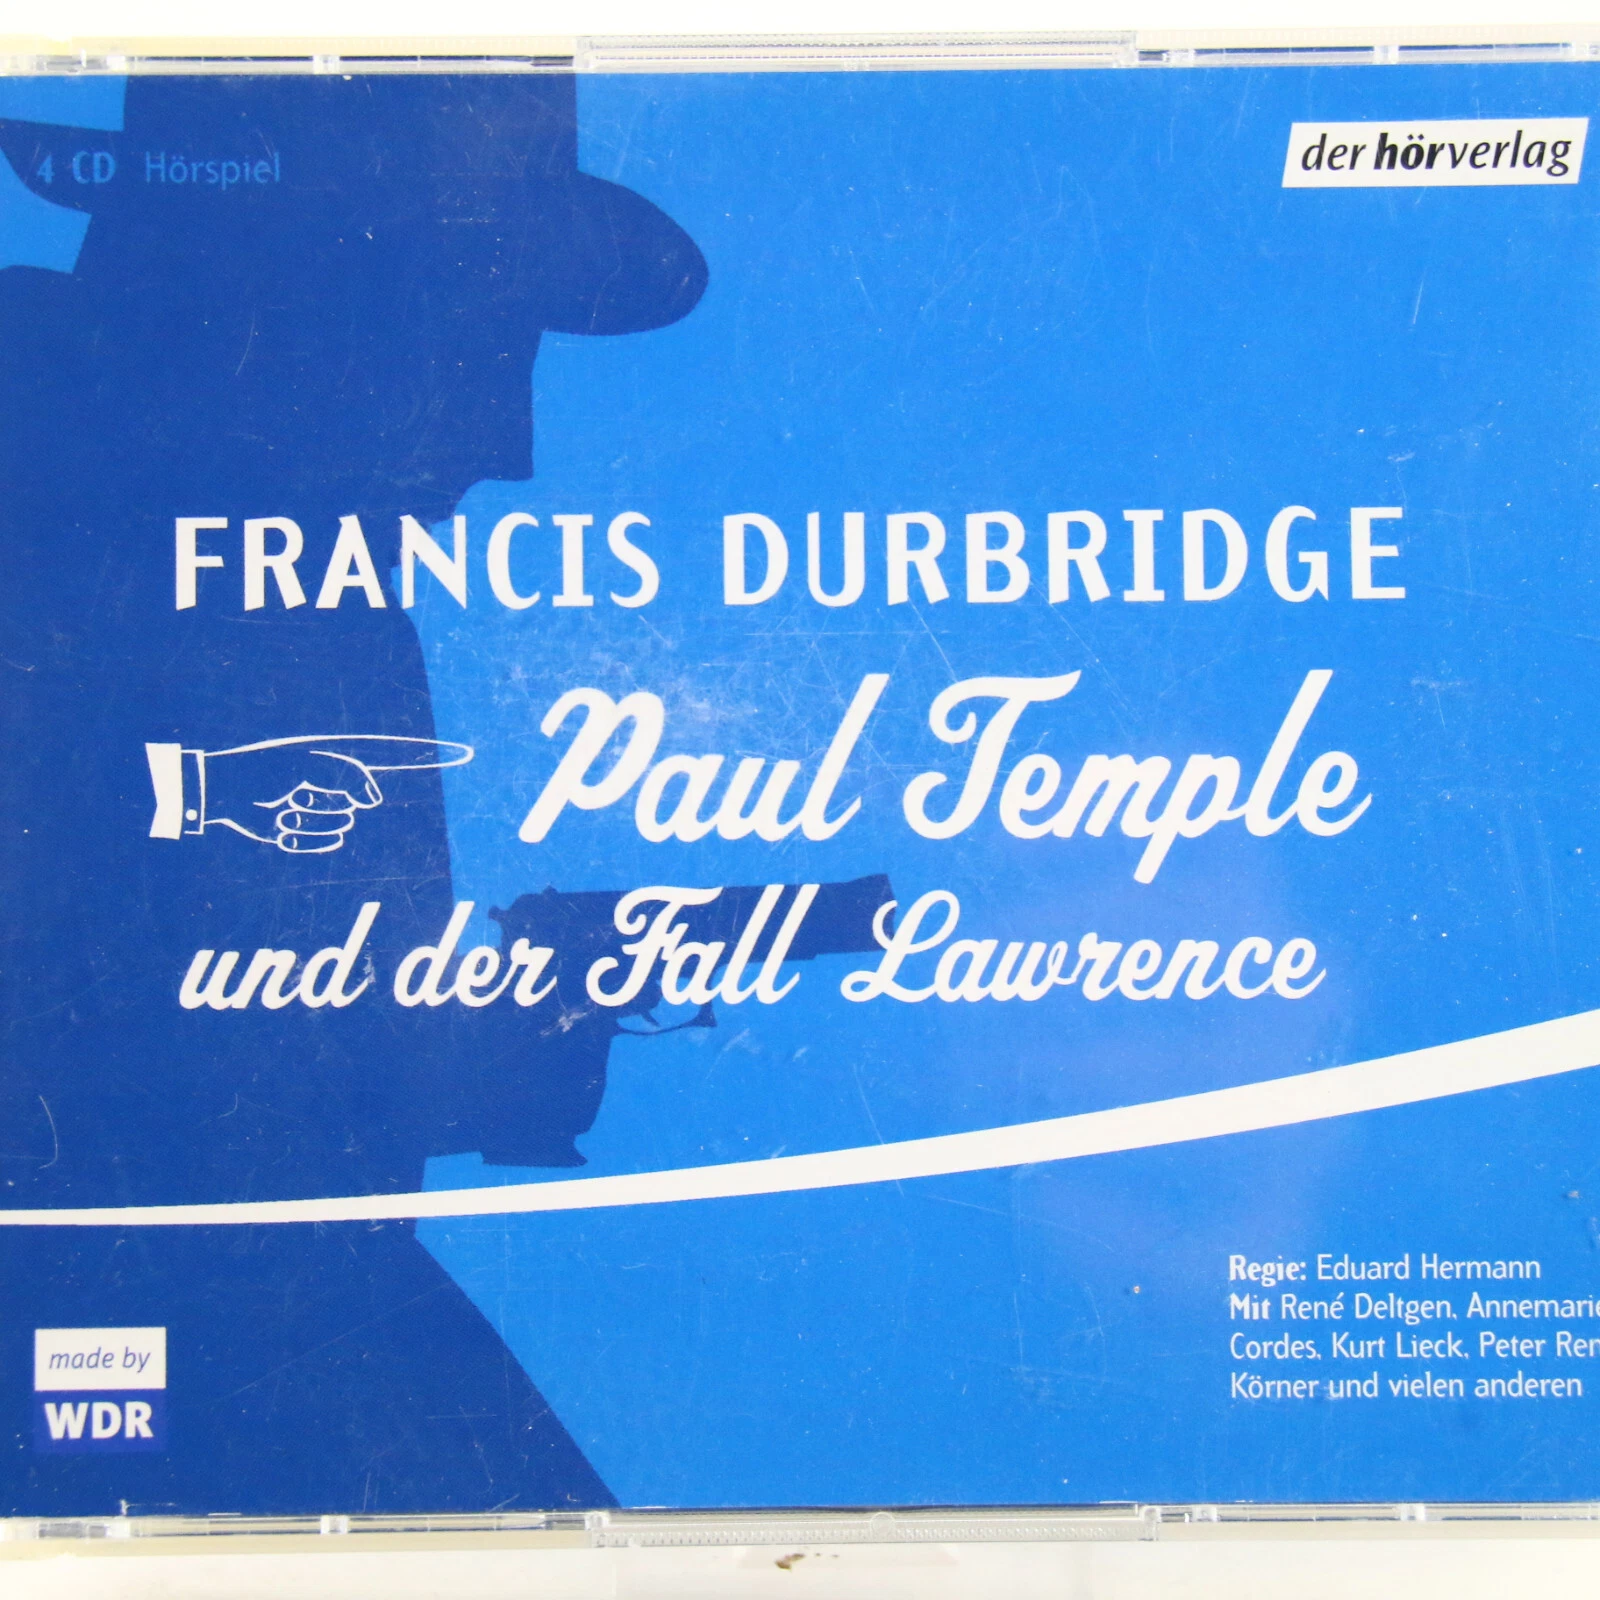 4 CD Hörspiel
der hörverlag
FRANCIS DURBRIDGE
Paul Temple
und der Fall Lawrence
Regie: Eduard Hermann
Mit René Deltgen, Annemarie
Cordes, Kurt Lieck, Peter René
Körner und vielen anderen
made by
WDR